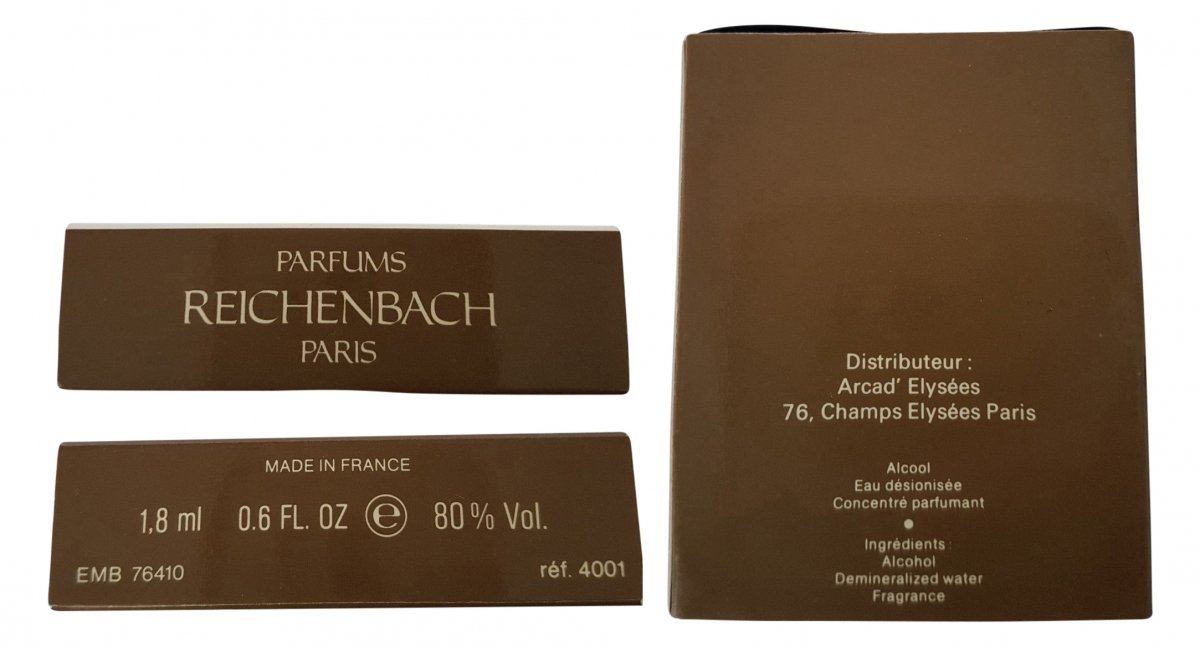 PARFUMS
REICHENBACH
PARIS
MADE IN FRANCE
1,8 ml 0.6 FL. OZ ℮ 80% Vol.
EMB 76410 réf. 4001
Distributeur :
Arcad' Elysées
76, Champs Elysées Paris
Alcool
Eau désionisée
Concentré parfumant
•
Ingrédients :
Alcohol
Demineralized water
Fragrance